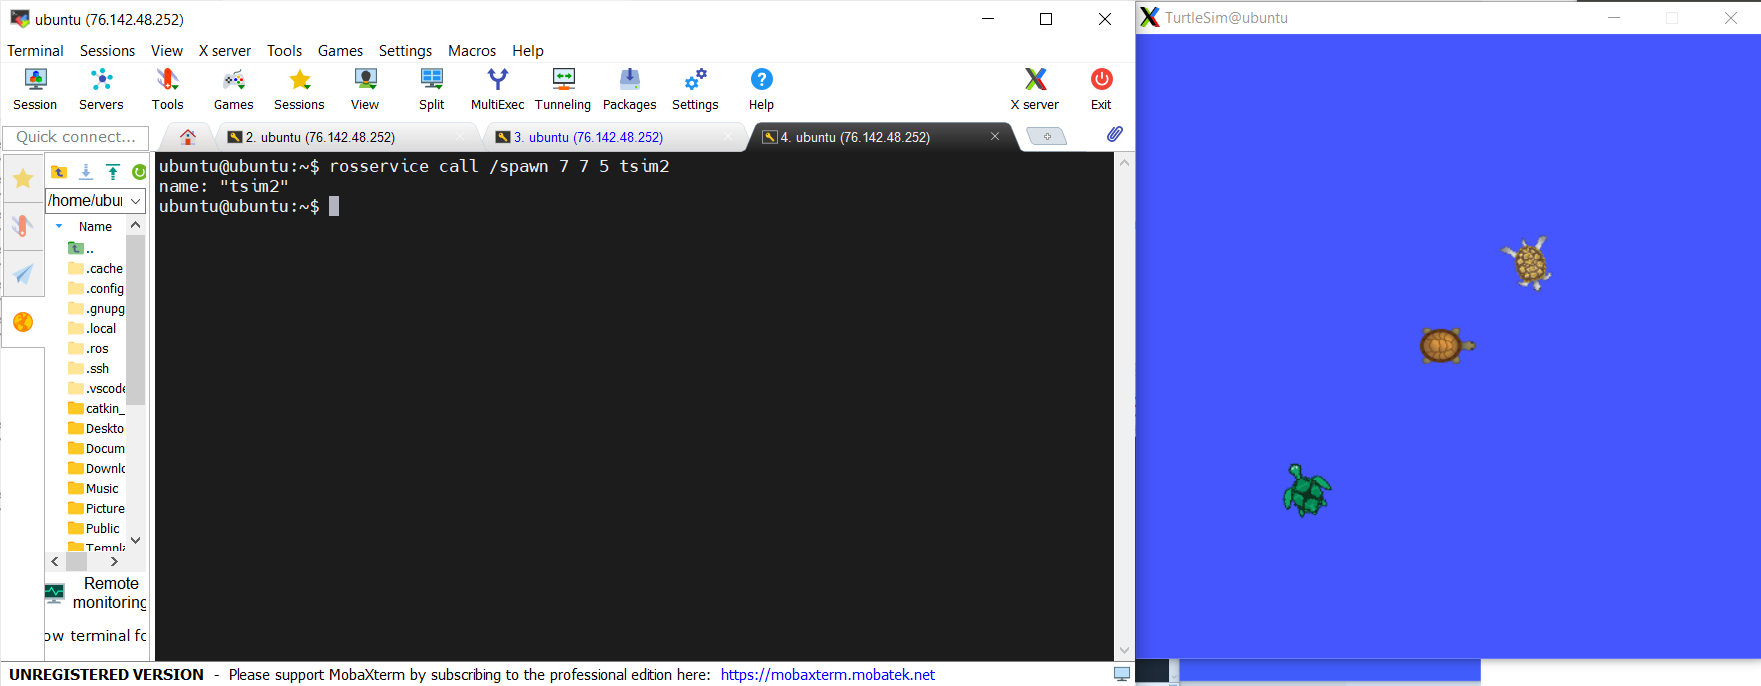 ubuntu (76.142.48.252)
Terminal Sessions View X server Tools Games Settings Macros Help
Session Servers Tools Games Sessions View Split MultiExec Tunneling Packages Settings Help X server Exit
Quick connect...
2. ubuntu (76.142.48.252)
3. ubuntu (76.142.48.252)
4. ubuntu (76.142.48.252)
/home/ubu
Name
..
.cache
.config
.gnupg
.local
.ros
.ssh
.vscode
catkin_
Deskto
Docum
Downlo
Music
Picture
Public
Templa
Remote
monitoring
ow terminal fo
ubuntu@ubuntu:~$ rosservice call /spawn 7 7 5 tsim2
name: "tsim2"
ubuntu@ubuntu:~$
UNREGISTERED VERSION - Please support MobaXterm by subscribing to the professional edition here: https://mobaxterm.mobatek.net
TurtleSim@ubuntu